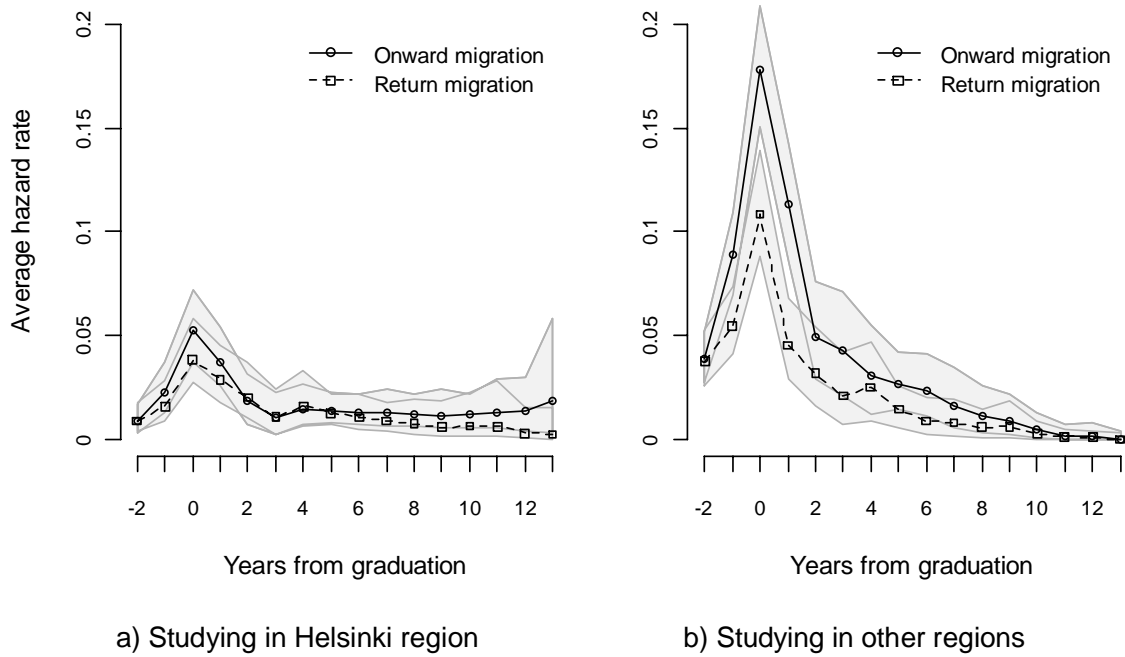 Average hazard rate
0.2
0.15
0.1
0.05
0
Onward migration
Return migration
-2 0 2 4 6 8 10 12
Years from graduation
a) Studying in Helsinki region
0.2
0.15
0.1
0.05
0
Onward migration
Return migration
-2 0 2 4 6 8 10 12
Years from graduation
b) Studying in other regions